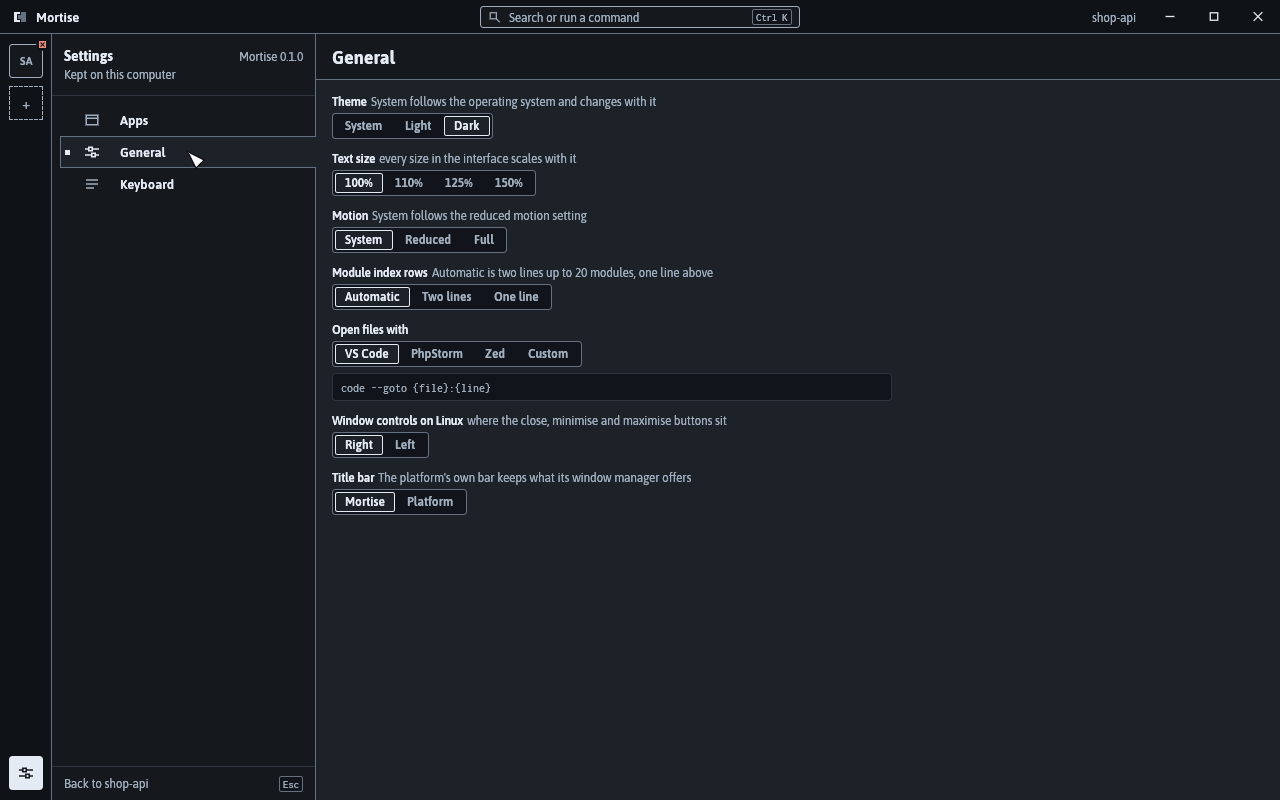 Mortise
Search or run a command
Ctrl K
shop-api
SA
+
Settings
Mortise 0.1.0
Kept on this computer
Apps
General
Keyboard
Back to shop-api
Esc
General
Theme System follows the operating system and changes with it
System Light Dark
Text size every size in the interface scales with it
100% 110% 125% 150%
Motion System follows the reduced motion setting
System Reduced Full
Module index rows Automatic is two lines up to 20 modules, one line above
Automatic Two lines One line
Open files with
VS Code PhpStorm Zed Custom
code --goto {file}:{line}
Window controls on Linux where the close, minimise and maximise buttons sit
Right Left
Title bar The platform's own bar keeps what its window manager offers
Mortise Platform